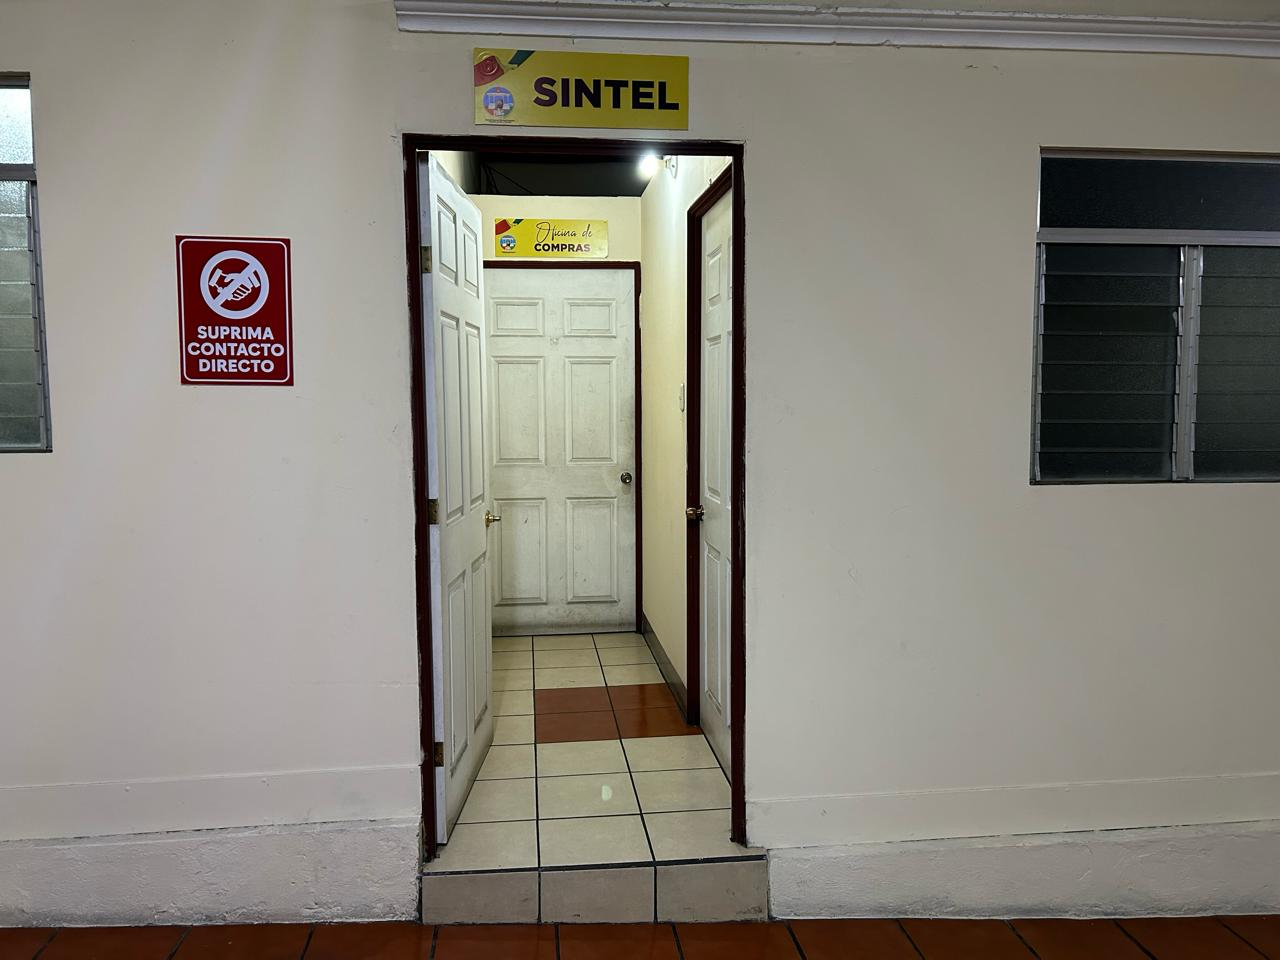 SINTEL
Oficina de
COMPRAS
SUPRIMA
CONTACTO
DIRECTO